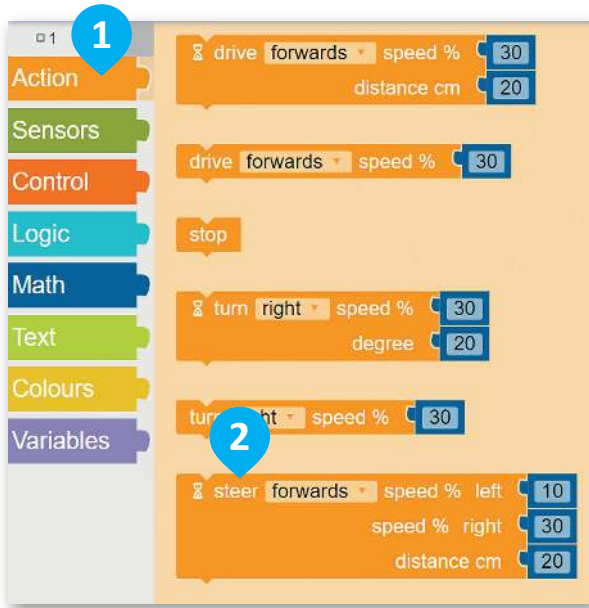 1
1
Action
Sensors
Control
Logic
Math
Text
Colours
Variables
drive forwards speed % 30
distance cm 20
drive forwards speed % 30
stop
turn right speed % 30
degree 20
speed % 30
2
steer forwards speed % left 10
speed % right 30
distance cm 20